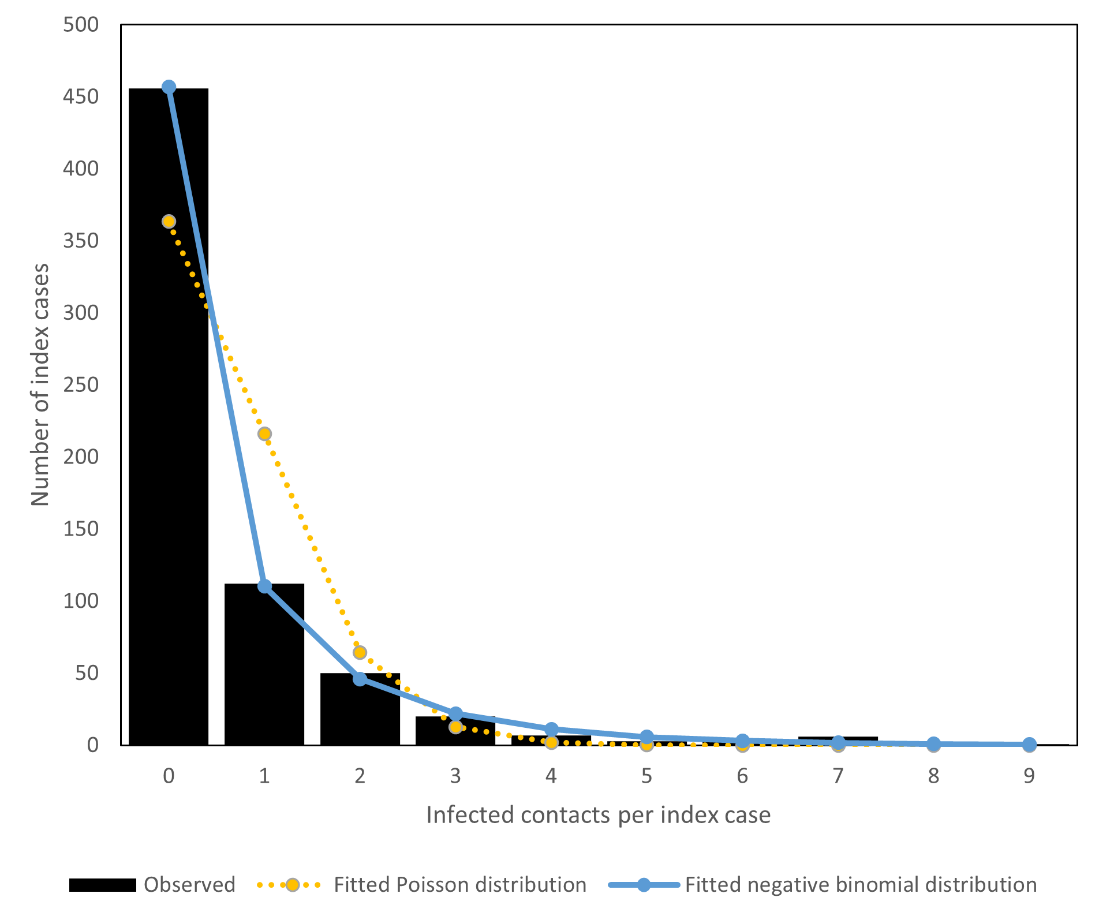 500
450
400
350
300
250
200
150
100
50
0
Number of index cases
0 1 2 3 4 5 6 7 8 9
Infected contacts per index case
Observed Fitted Poisson distribution Fitted negative binomial distribution